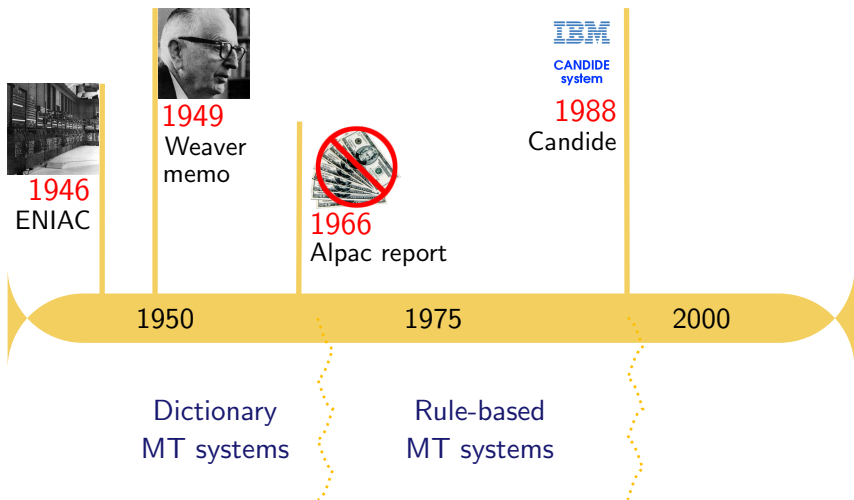 IBM
CANDIDE
system
1949
Weaver
memo
1988
Candide
1946
ENIAC
1966
Alpac report
1950
1975
2000
Dictionary
MT systems
Rule-based
MT systems